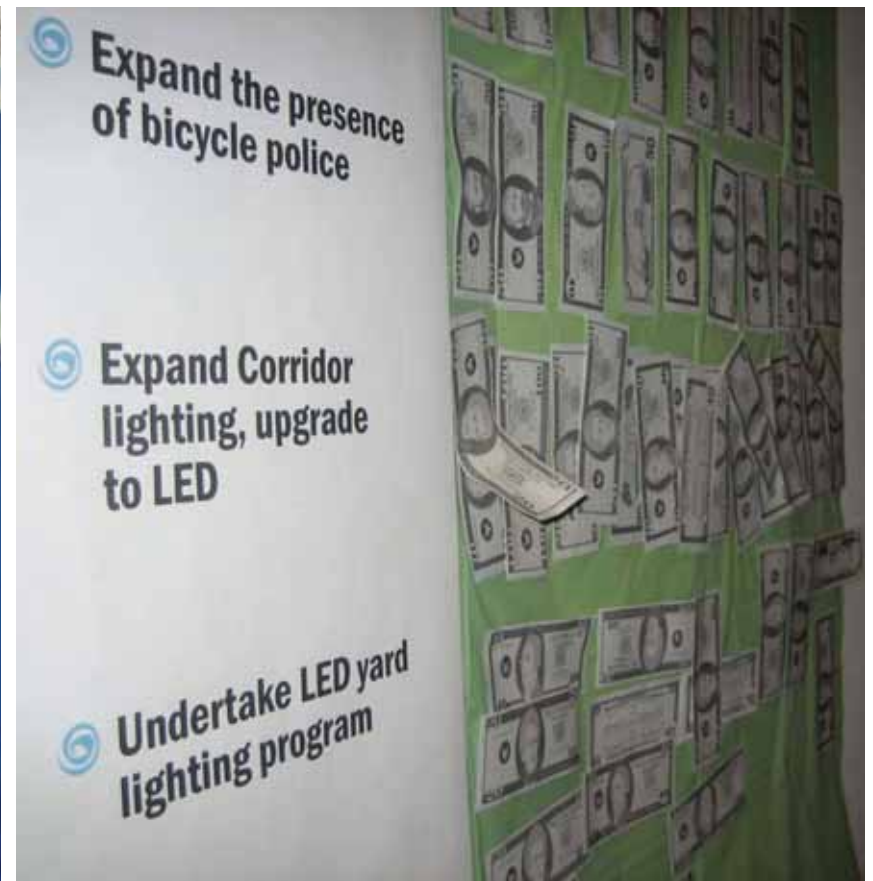 Expand the presence
of bicycle police
Expand Corridor
lighting, upgrade
to LED
Undertake LED yard
lighting program